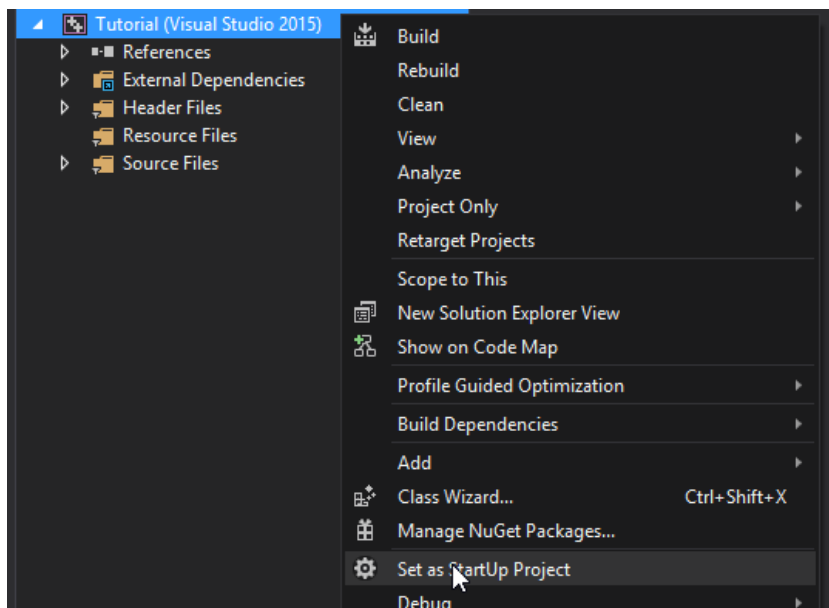 Tutorial (Visual Studio 2015)
References
External Dependencies
Header Files
Resource Files
Source Files
Build
Rebuild
Clean
View
Analyze
Project Only
Retarget Projects
Scope to This
New Solution Explorer View
Show on Code Map
Profile Guided Optimization
Build Dependencies
Add
Class Wizard... Ctrl+Shift+X
Manage NuGet Packages...
Set as StartUp Project
Debug